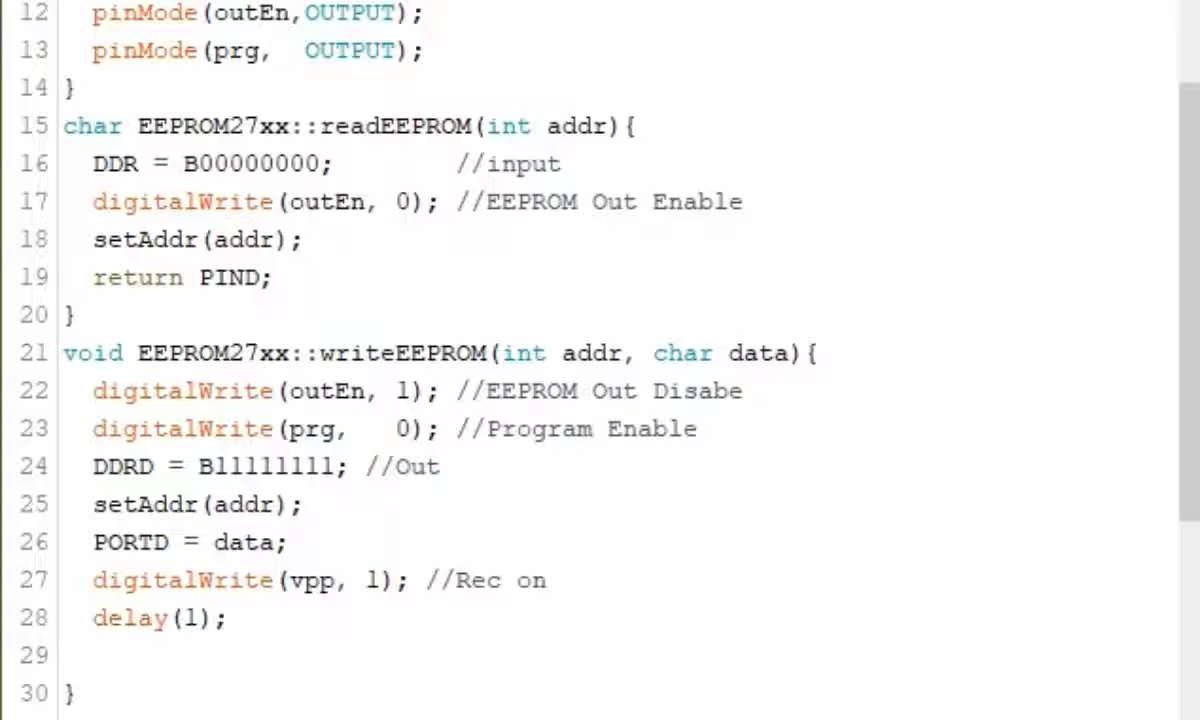 12 pinMode(outEn,OUTPUT);
13 pinMode(prg, OUTPUT);
14 }
15 char EEPROM27xx::readEEPROM(int addr){
16 DDR = B00000000; //input
17 digitalWrite(outEn, 0); //EEPROM Out Enable
18 setAddr(addr);
19 return PIND;
20 }
21 void EEPROM27xx::writeEEPROM(int addr, char data){
22 digitalWrite(outEn, 1); //EEPROM Out Disabe
23 digitalWrite(prg, 0); //Program Enable
24 DDRD = B11111111; //Out
25 setAddr(addr);
26 PORTD = data;
27 digitalWrite(vpp, 1); //Rec on
28 delay(1);
29
30 }